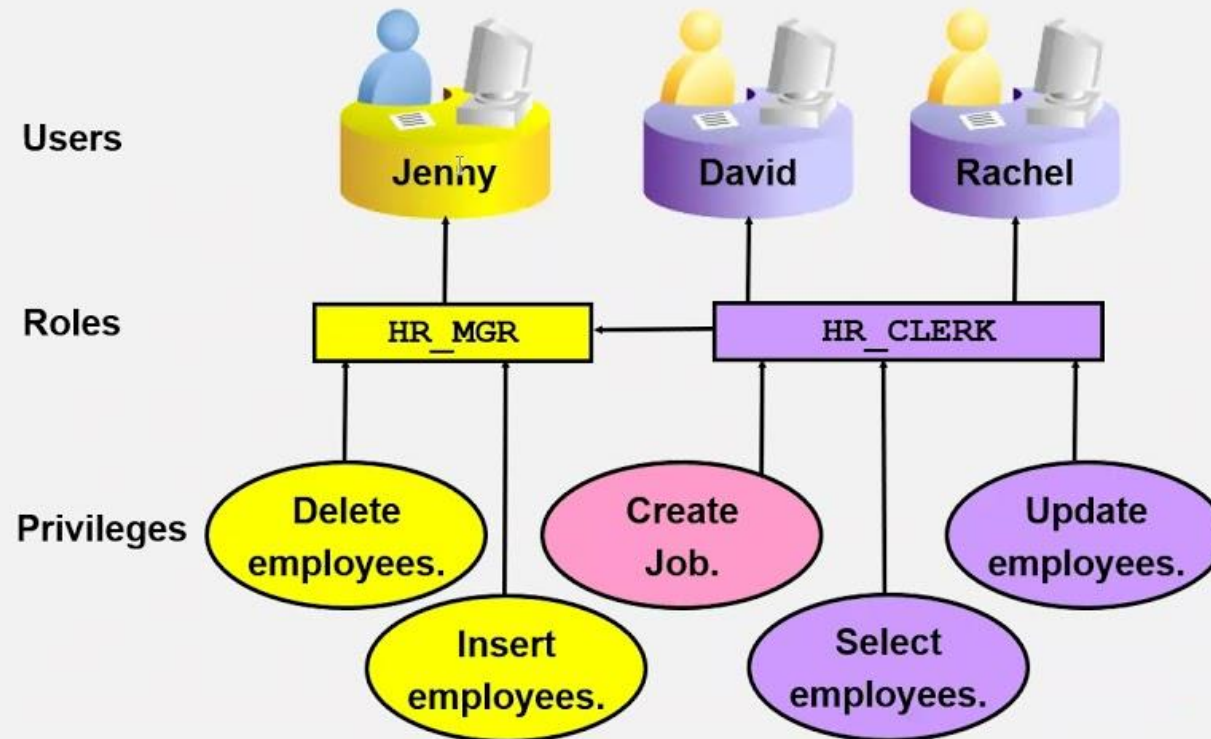 Users
Jenny
David
Rachel
Roles
HR_MGR
HR_CLERK
Privileges
Delete
employees.
Create
Job.
Update
employees.
Insert
employees.
Select
employees.